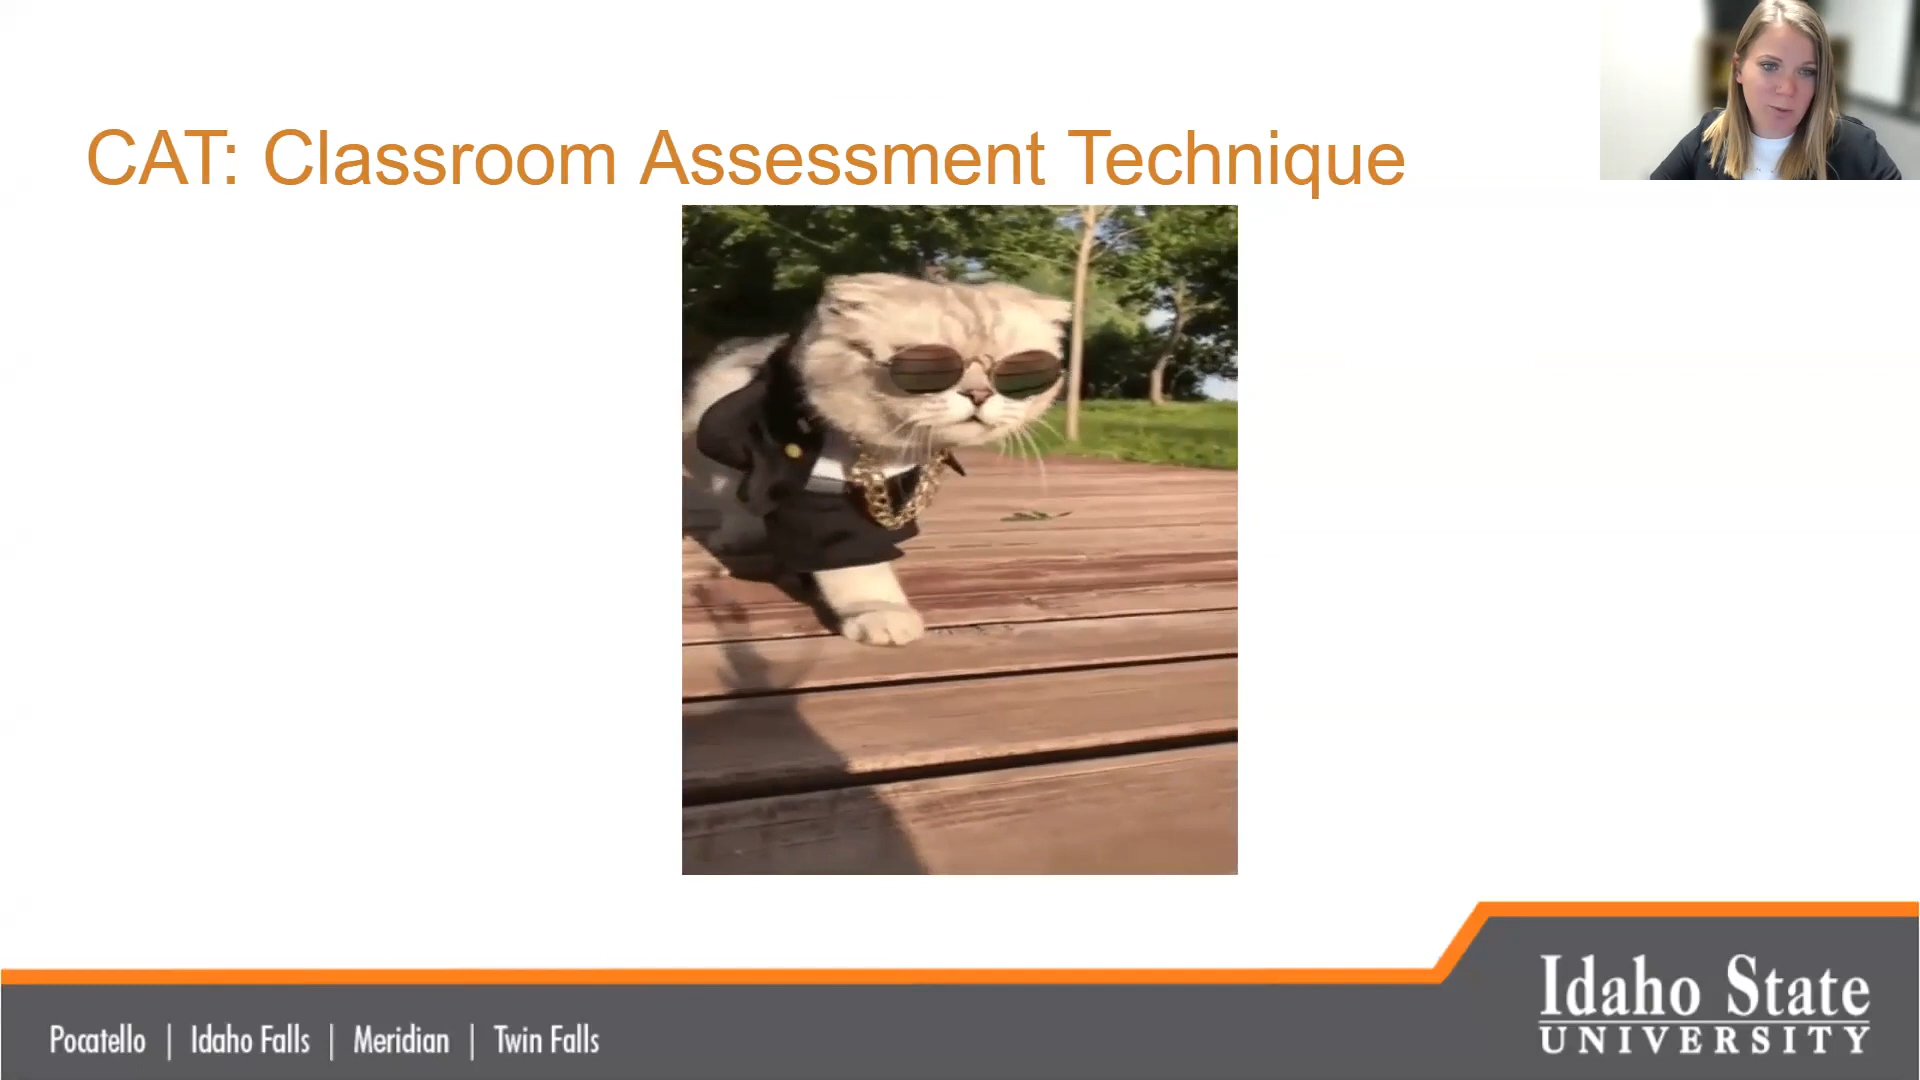 CAT: Classroom Assessment Technique
Pocatello | Idaho Falls | Meridian | Twin Falls
Idaho State
UNIVERSITY